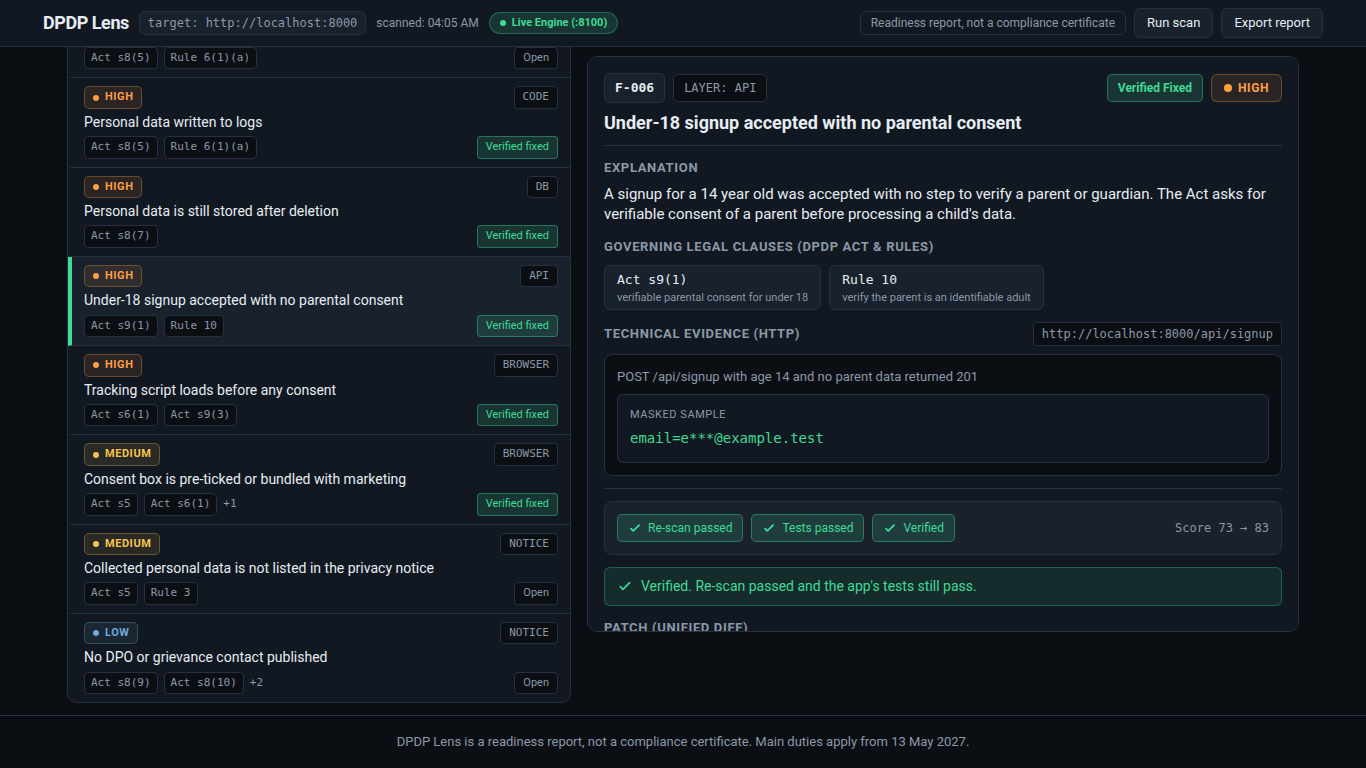 DPDP Lens
target: http://localhost:8000
scanned: 04:05 AM
Live Engine (:8100)
Readiness report, not a compliance certificate
Run scan
Export report
Act s8(5)
Rule 6(1)(a)
Open
HIGH
CODE
Personal data written to logs
Act s8(5)
Rule 6(1)(a)
Verified fixed
HIGH
DB
Personal data is still stored after deletion
Act s8(7)
Verified fixed
HIGH
API
Under-18 signup accepted with no parental consent
Act s9(1)
Rule 10
Verified fixed
HIGH
BROWSER
Tracking script loads before any consent
Act s6(1)
Act s9(3)
Verified fixed
MEDIUM
BROWSER
Consent box is pre-ticked or bundled with marketing
Act s5
Act s6(1)
+1
Verified fixed
MEDIUM
NOTICE
Collected personal data is not listed in the privacy notice
Act s5
Rule 3
Open
LOW
NOTICE
No DPO or grievance contact published
Act s8(9)
Act s8(10)
+2
Open
F-006
LAYER: API
Verified Fixed
HIGH
Under-18 signup accepted with no parental consent
EXPLANATION
A signup for a 14 year old was accepted with no step to verify a parent or guardian. The Act asks for
verifiable consent of a parent before processing a child's data.
GOVERNING LEGAL CLAUSES (DPDP ACT & RULES)
Act s9(1)
verifiable parental consent for under 18
Rule 10
verify the parent is an identifiable adult
TECHNICAL EVIDENCE (HTTP)
http://localhost:8000/api/signup
POST /api/signup with age 14 and no parent data returned 201
MASKED SAMPLE
email=e***@example.test
Re-scan passed
Tests passed
Verified
Score 73 → 83
Verified. Re-scan passed and the app's tests still pass.
PATCH (UNIFIED DIFF)
DPDP Lens is a readiness report, not a compliance certificate. Main duties apply from 13 May 2027.